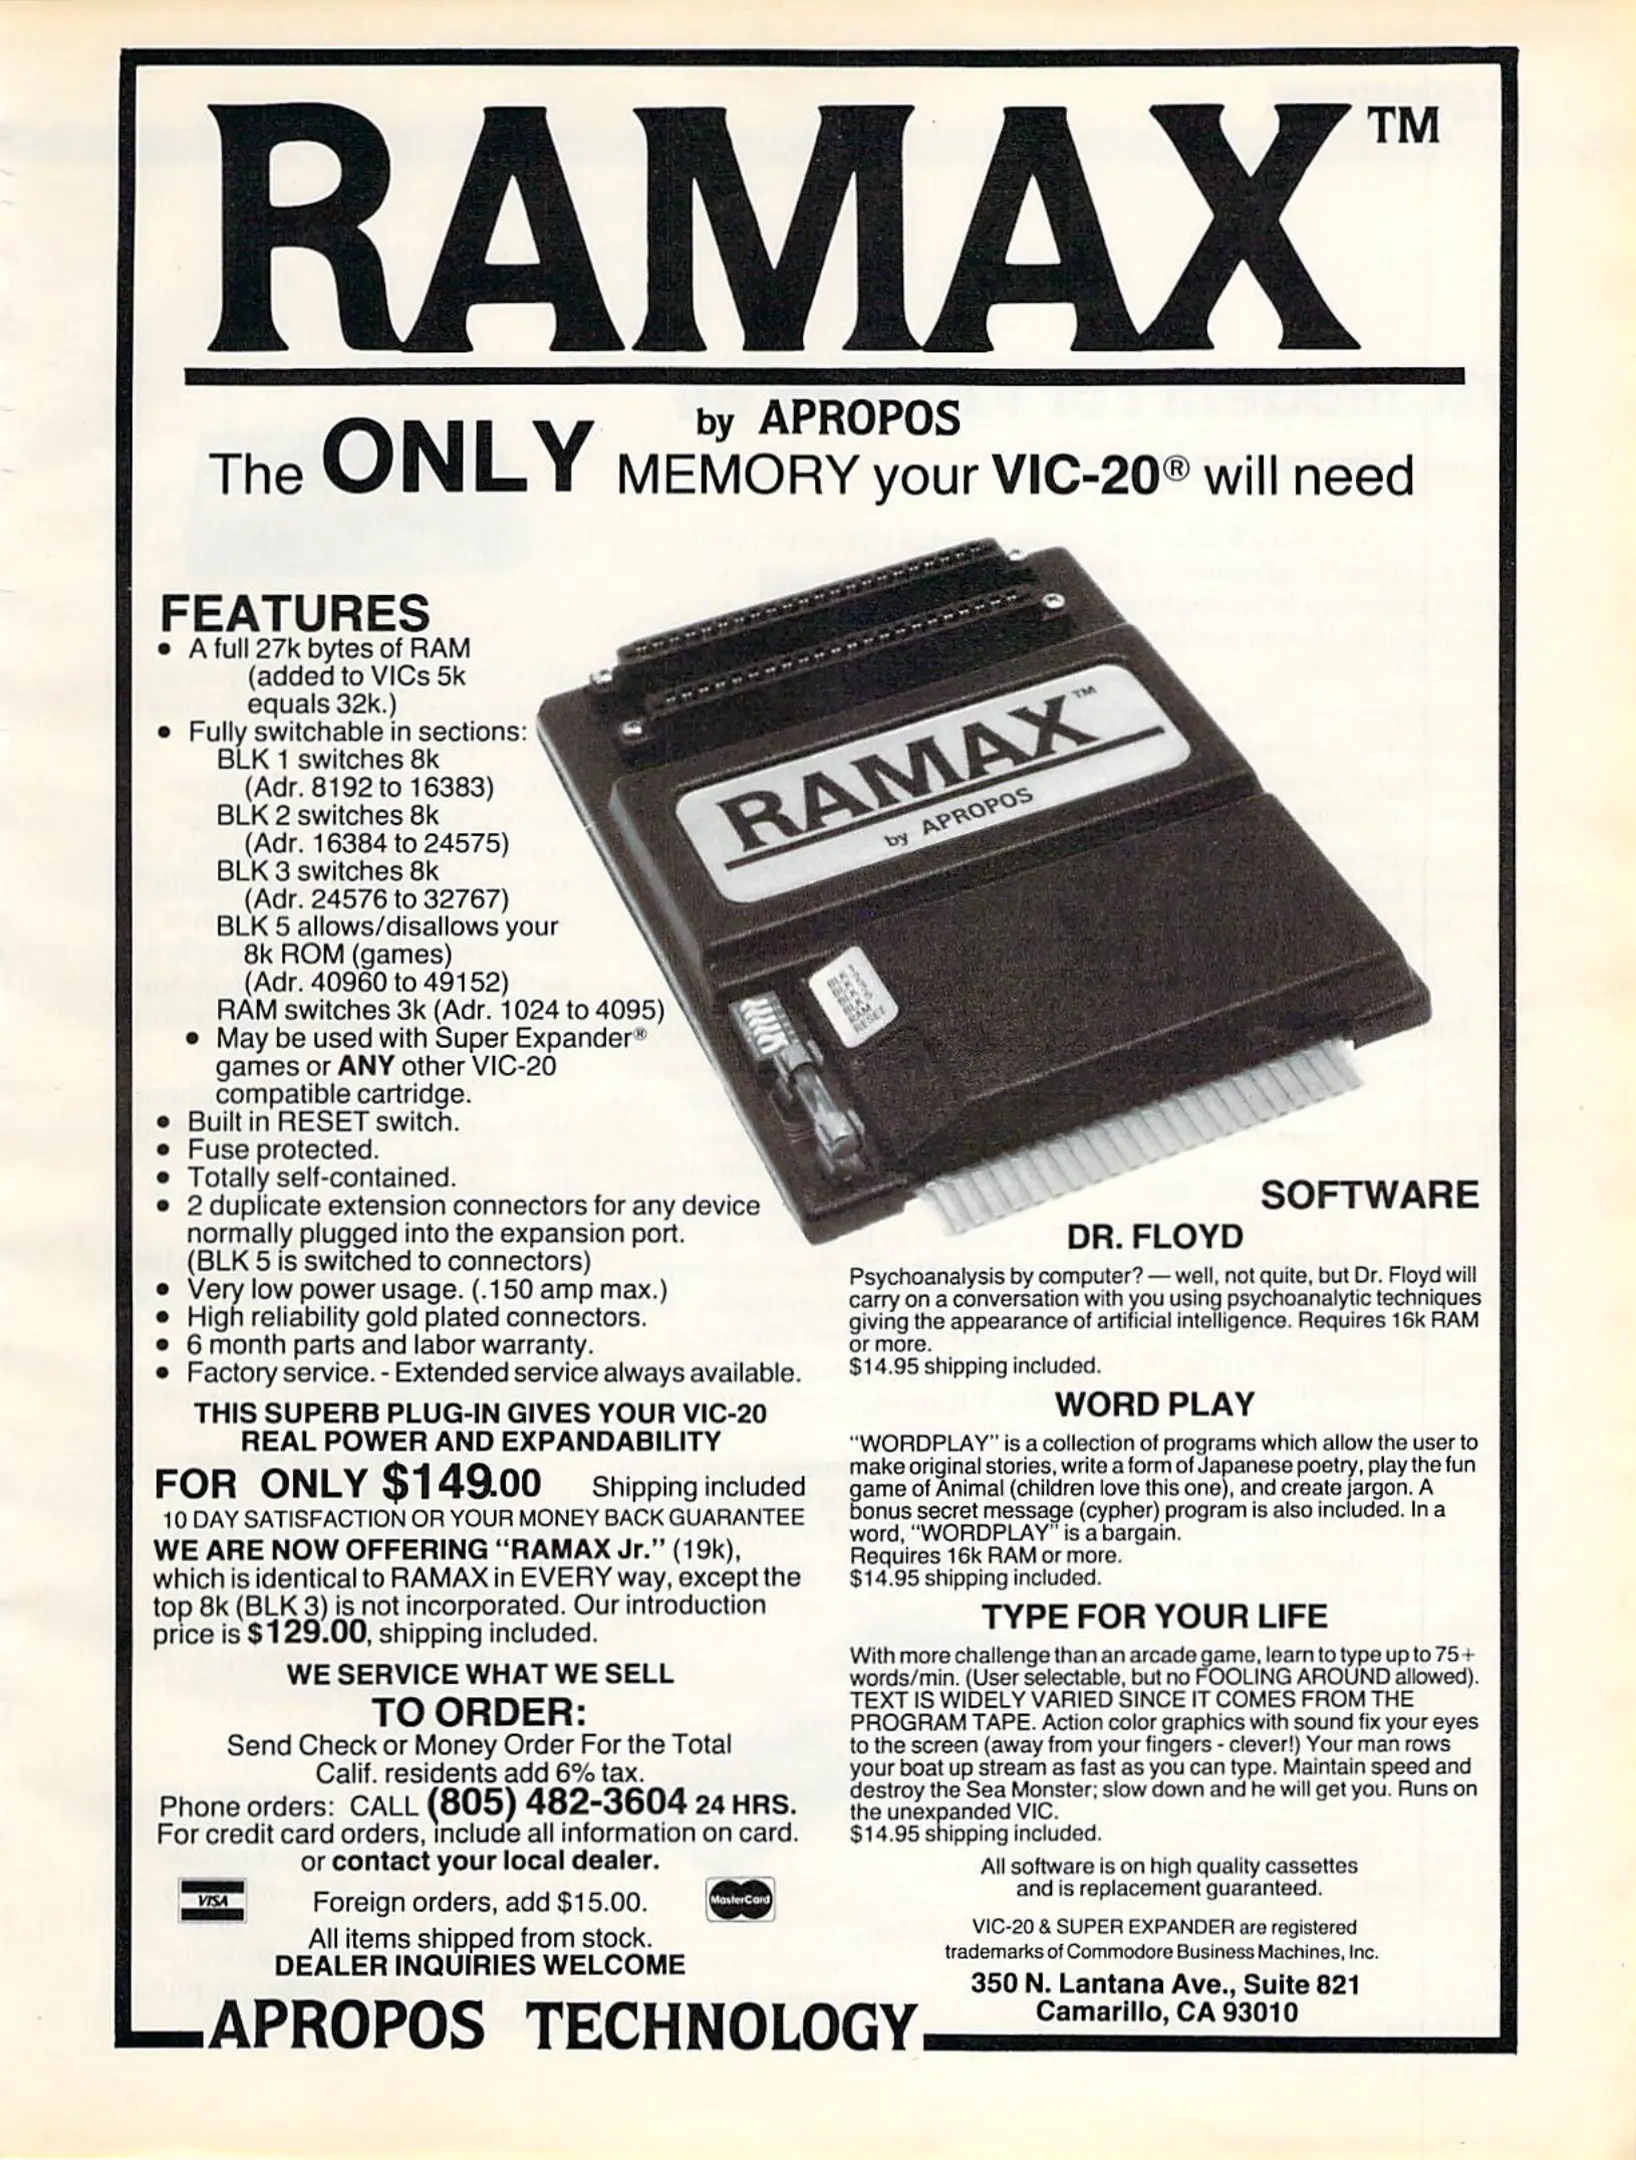 RAMAX™
by APROPOS
The ONLY MEMORY your VIC-20® will need
FEATURES
• A full 27k bytes of RAM
(added to VICs 5k
equals 32k.)
• Fully switchable in sections:
BLK 1 switches 8k
(Adr. 8192 to 16383)
BLK 2 switches 8k
(Adr. 16384 to 24575)
BLK 3 switches 8k
(Adr. 24576 to 32767)
BLK 5 allows/disallows your
8k ROM (games)
(Adr. 40960 to 49152)
RAM switches 3k (Adr. 1024 to 4095)
• May be used with Super Expander®
games or ANY other VIC-20
compatible cartridge.
• Built in RESET switch.
• Fuse protected.
• Totally self-contained.
• 2 duplicate extension connectors for any device
normally plugged into the expansion port.
(BLK 5 is switched to connectors)
• Very low power usage. (.150 amp max.)
• High reliability gold plated connectors.
• 6 month parts and labor warranty.
• Factory service. - Extended service always available.
THIS SUPERB PLUG-IN GIVES YOUR VIC-20
REAL POWER AND EXPANDABILITY
FOR ONLY $149.00 Shipping included
10 DAY SATISFACTION OR YOUR MONEY BACK GUARANTEE
WE ARE NOW OFFERING "RAMAX Jr." (19k),
which is identical to RAMAX in EVERY way, except the
top 8k (BLK 3) is not incorporated. Our introduction
price is $129.00, shipping included.
WE SERVICE WHAT WE SELL
TO ORDER:
Send Check or Money Order For the Total
Calif. residents add 6% tax.
Phone orders: CALL (805) 482-3604 24 HRS.
For credit card orders, include all information on card.
or contact your local dealer.
VISA
Foreign orders, add $15.00.
MasterCard
All items shipped from stock.
DEALER INQUIRIES WELCOME
RAMAX™
by APROPOS
RAM
RESET
SOFTWARE
DR. FLOYD
Psychoanalysis by computer? — well, not quite, but Dr. Floyd will
carry on a conversation with you using psychoanalytic techniques
giving the appearance of artificial intelligence. Requires 16k RAM
or more.
$14.95 shipping included.
WORD PLAY
"WORDPLAY" is a collection of programs which allow the user to
make original stories, write a form of Japanese poetry, play the fun
game of Animal (children love this one), and create jargon. A
bonus secret message (cypher) program is also included. In a
word, "WORDPLAY" is a bargain.
Requires 16k RAM or more.
$14.95 shipping included.
TYPE FOR YOUR LIFE
With more challenge than an arcade game, learn to type up to 75+
words/min. (User selectable, but no FOOLING AROUND allowed).
TEXT IS WIDELY VARIED SINCE IT COMES FROM THE
PROGRAM TAPE. Action color graphics with sound fix your eyes
to the screen (away from your fingers - clever!) Your man rows
your boat up stream as fast as you can type. Maintain speed and
destroy the Sea Monster; slow down and he will get you. Runs on
the unexpanded VIC.
$14.95 shipping included.
All software is on high quality cassettes
and is replacement guaranteed.
VIC-20 & SUPER EXPANDER are registered
trademarks of Commodore Business Machines, Inc.
350 N. Lantana Ave., Suite 821
Camarillo, CA 93010
APROPOS TECHNOLOGY